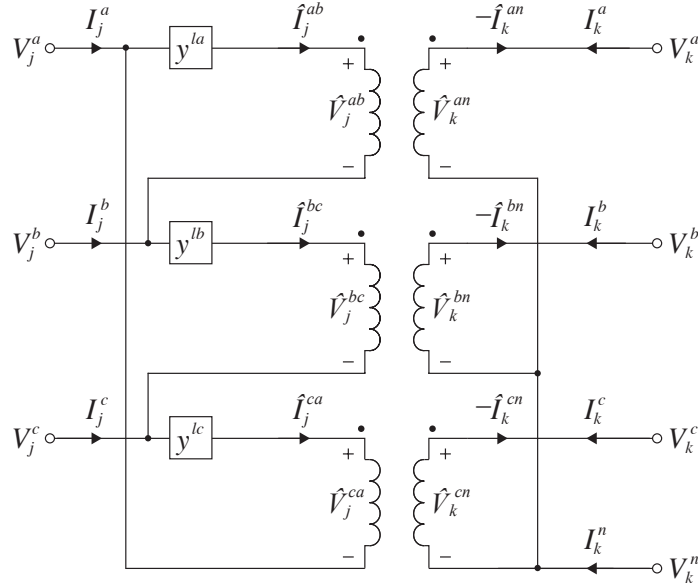 I_j^a Î_j^{ab} −Î_k^{an} I_k^a
V_j^a y^{la} V_k^a
+ +
V̂_j^{ab} V̂_k^{an}
− −
I_j^b Î_j^{bc} −Î_k^{bn} I_k^b
V_j^b y^{lb} V_k^b
+ +
V̂_j^{bc} V̂_k^{bn}
− −
I_j^c Î_j^{ca} −Î_k^{cn} I_k^c
V_j^c y^{lc} V_k^c
+ +
V̂_j^{ca} V̂_k^{cn}
− −
I_k^n
V_k^n